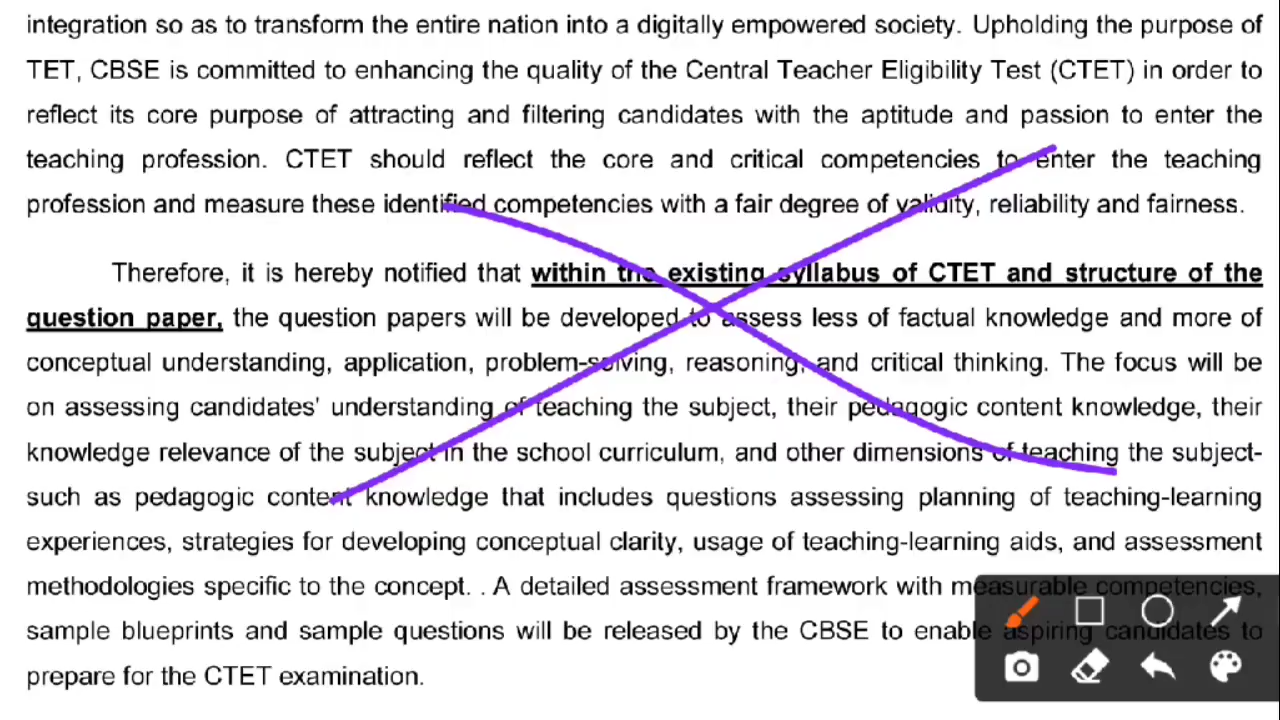 integration so as to transform the entire nation into a digitally empowered society. Upholding the purpose of
TET, CBSE is committed to enhancing the quality of the Central Teacher Eligibility Test (CTET) in order to
reflect its core purpose of attracting and filtering candidates with the aptitude and passion to enter the
teaching profession. CTET should reflect the core and critical competencies to enter the teaching
profession and measure these identified competencies with a fair degree of validity, reliability and fairness.
Therefore, it is hereby notified that within the existing syllabus of CTET and structure of the
question paper, the question papers will be developed to assess less of factual knowledge and more of
conceptual understanding, application, problem-solving, reasoning, and critical thinking. The focus will be
on assessing candidates' understanding of teaching the subject, their pedagogic content knowledge, their
knowledge relevance of the subject in the school curriculum, and other dimensions of teaching the subject-
such as pedagogic content knowledge that includes questions assessing planning of teaching-learning
experiences, strategies for developing conceptual clarity, usage of teaching-learning aids, and assessment
methodologies specific to the concept. . A detailed assessment framework with measurable competencies,
sample blueprints and sample questions will be released by the CBSE to enable aspiring candidates to
prepare for the CTET examination.